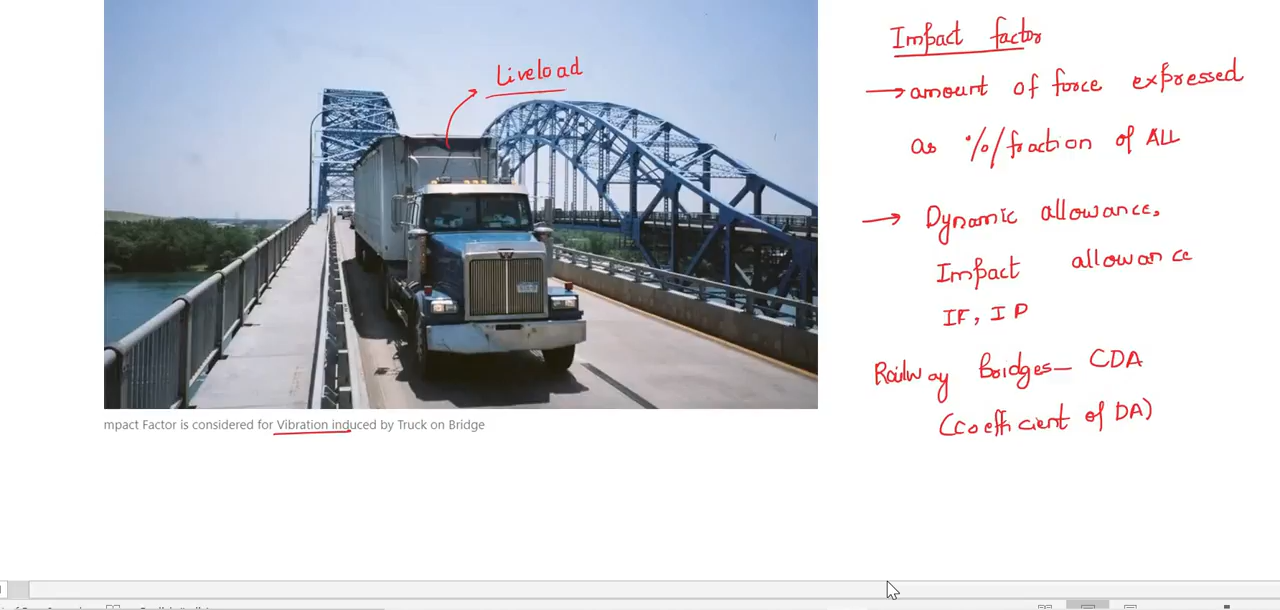 Liveload
mpact Factor is considered for Vibration induced by Truck on Bridge
Impact factor
→ amount of force expressed
as %/fraction of ALL
→ Dynamic allowance,
Impact allowance
IF, IP
Railway Bridges— CDA
(Coefficient of DA)